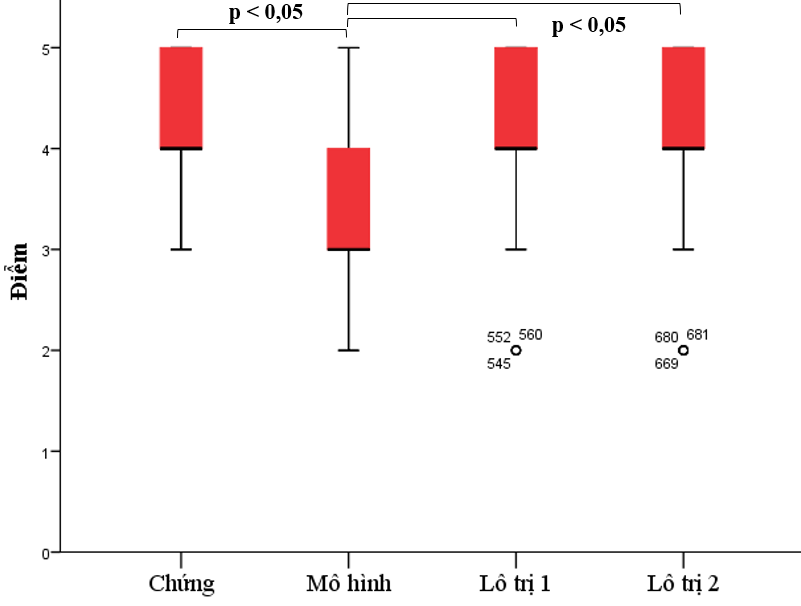 p < 0,05
p < 0,05
5
4
3
2
1
0
Điểm
552 560
545
680 681
669
Chứng
Mô hình
Lô trị 1
Lô trị 2